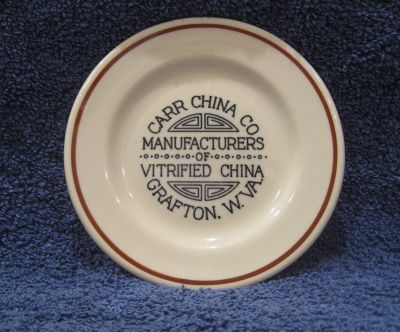 CARR CHINA CO
MANUFACTURERS
OF
VITRIFIED CHINA
GRAFTON, W. VA.